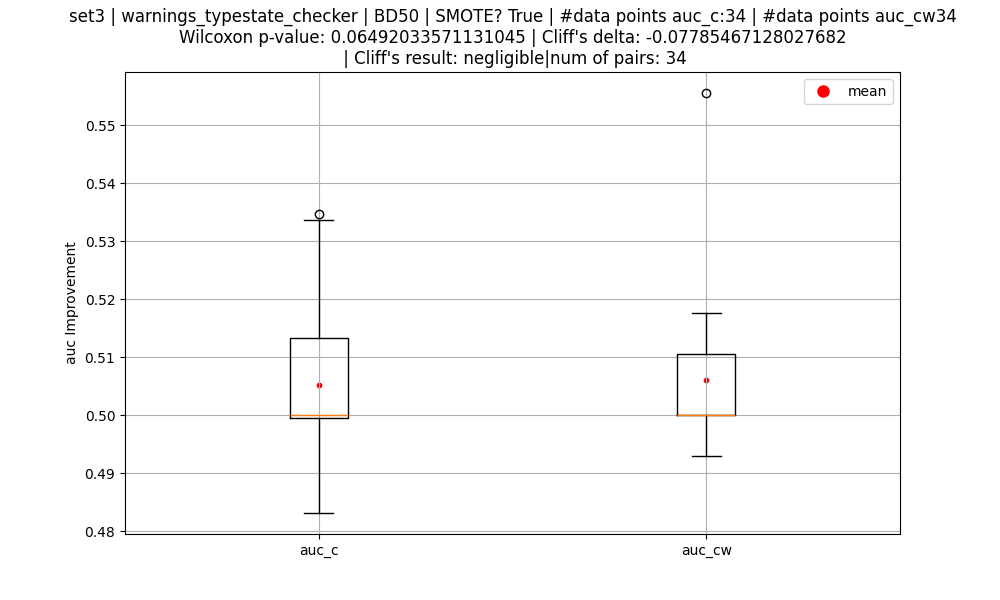 set3 | warnings_typestate_checker | BD50 | SMOTE? True | #data points auc_c:34 | #data points auc_cw34
Wilcoxon p-value: 0.06492033571131045 | Cliff's delta: -0.07785467128027682
| Cliff's result: negligible|num of pairs: 34
mean
0.55
0.54
0.53
0.52
0.51
0.50
0.49
0.48
auc Improvement
auc_c
auc_cw